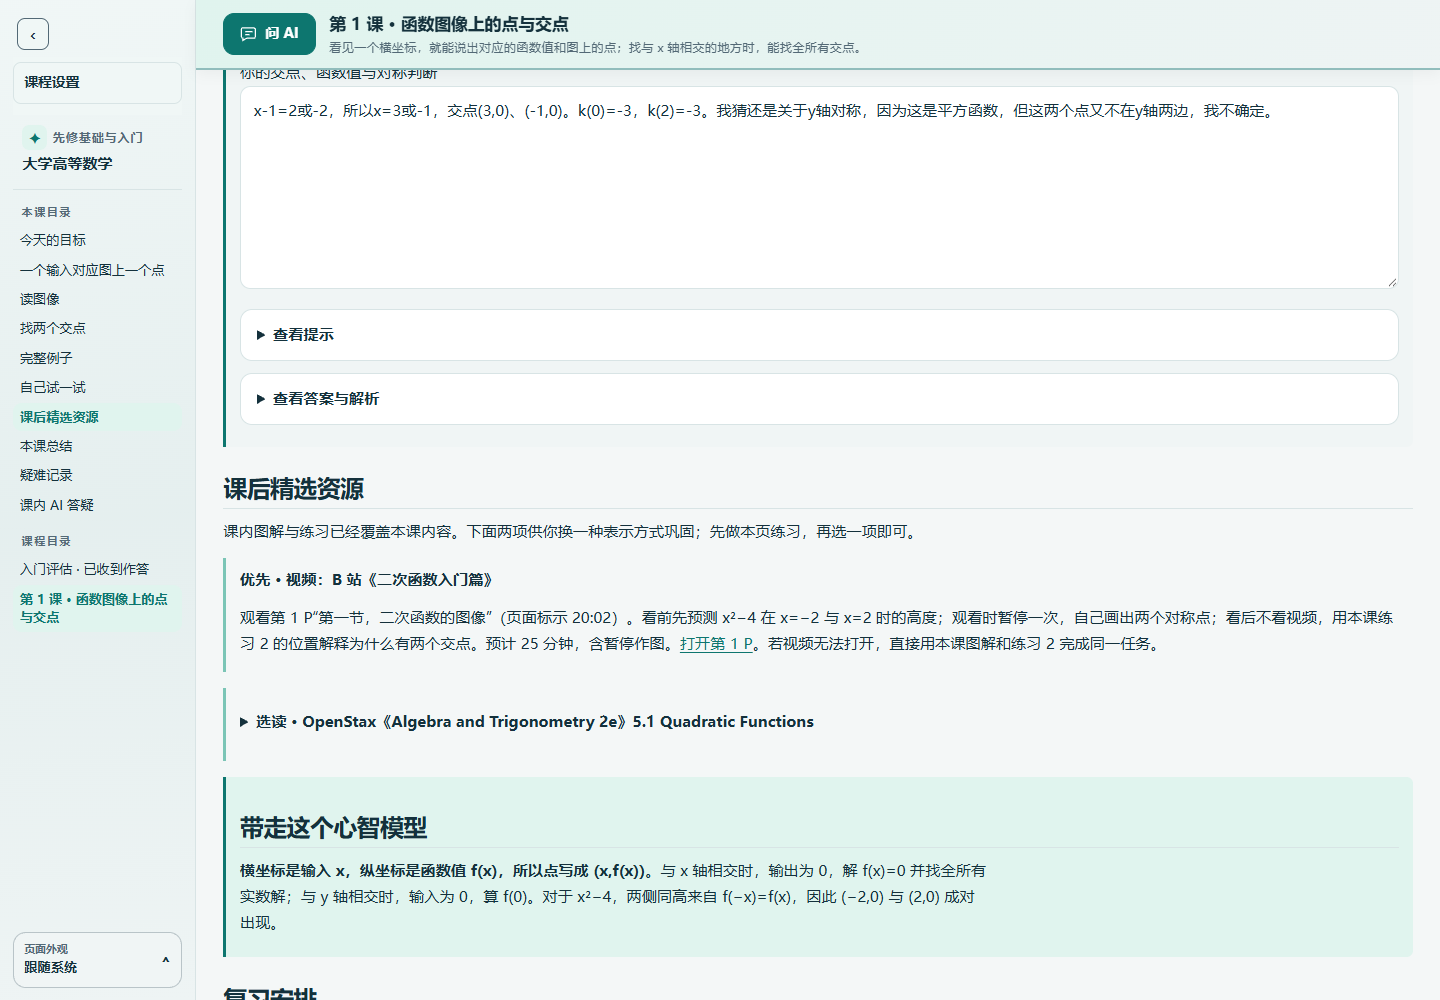 ‹
课程设置
✦ 先修基础与入门
大学高等数学
本课目录
今天的目标
一个输入对应图上一个点
读图像
找两个交点
完整例子
自己试一试
课后精选资源
本课总结
疑难记录
课内 AI 答疑
课程目录
入门评估 · 已收到作答
第 1 课 • 函数图像上的点
与交点
页面外观
跟随系统
问 AI
第 1 课 • 函数图像上的点与交点
看见一个横坐标，就能说出对应的函数值和图上的点；找与 x 轴相交的地方时，能找全所有交点。
你的交点、函数值与对称判断
x-1=2或-2，所以x=3或-1，交点(3,0)、(-1,0)。k(0)=-3，k(2)=-3。我猜还是关于y轴对称，因为这是平方函数，但这两个点又不在y轴两边，我不确定。
查看提示
查看答案与解析
课后精选资源
课内图解与练习已经覆盖本课内容。下面两项供你换一种表示方式巩固；先做本页练习，再选一项即可。
优先 • 视频：B 站《二次函数入门篇》
观看第 1 P“第一节，二次函数的图像”（页面标示 20:02）。看前先预测 x²−4 在 x=−2 与 x=2 时的高度；观看时暂停一次，自己画出两个对称点；看后不看视频，用本课练
习 2 的位置解释为什么有两个交点。预计 25 分钟，含暂停作图。打开第 1 P。若视频无法打开，直接用本课图解和练习 2 完成同一任务。
选读 • OpenStax《Algebra and Trigonometry 2e》5.1 Quadratic Functions
带走这个心智模型
横坐标是输入 x，纵坐标是函数值 f(x)，所以点写成 (x,f(x))。与 x 轴相交时，输出为 0，解 f(x)=0 并找全所有
实数解；与 y 轴相交时，输入为 0，算 f(0)。对于 x²−4，两侧同高来自 f(−x)=f(x)，因此 (−2,0) 与 (2,0) 成对
出现。
复习安排